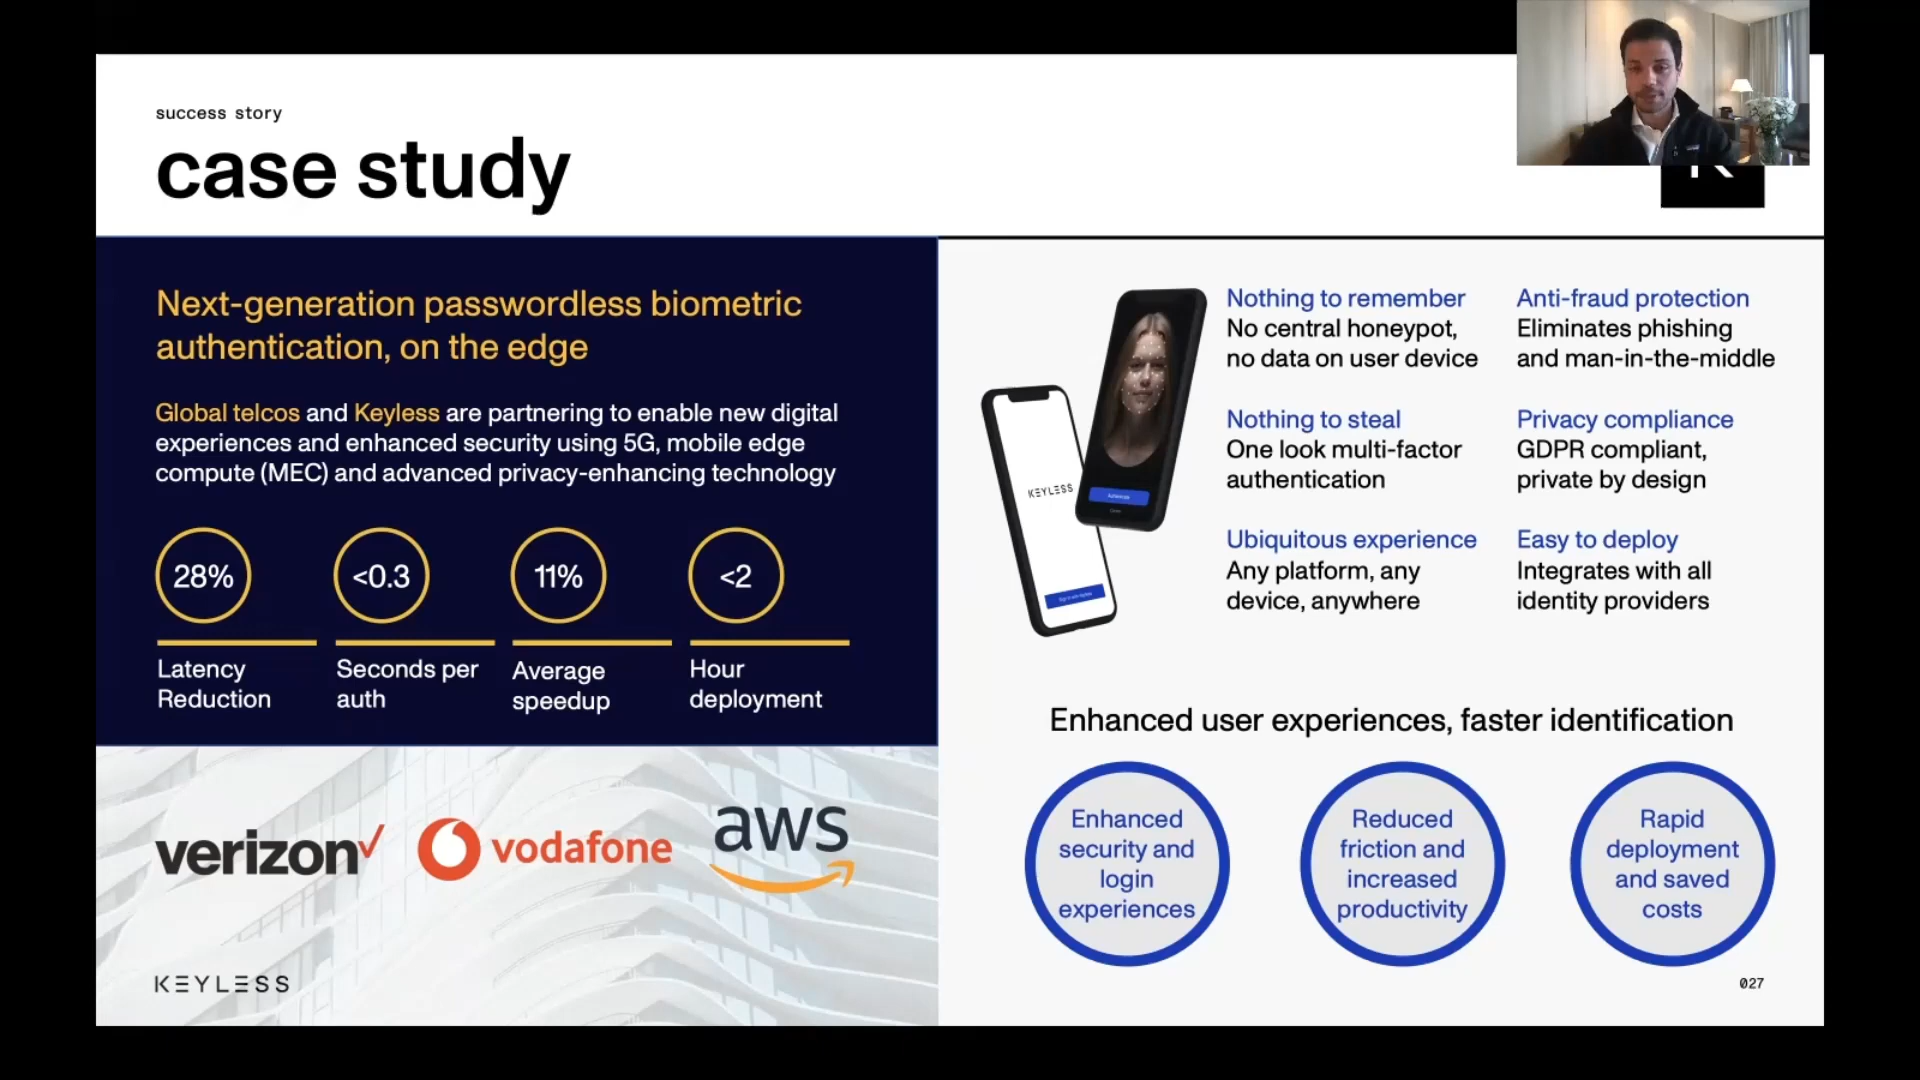 success story
case study
Next-generation passwordless biometric
authentication, on the edge
Global telcos and Keyless are partnering to enable new digital
experiences and enhanced security using 5G, mobile edge
compute (MEC) and advanced privacy-enhancing technology
28%
<0.3
11%
<2
Latency
Reduction
Seconds per
auth
Average
speedup
Hour
deployment
verizon
vodafone
aws
KEYLESS
KEYLESS
Nothing to remember
No central honeypot,
no data on user device
Anti-fraud protection
Eliminates phishing
and man-in-the-middle
Nothing to steal
One look multi-factor
authentication
Privacy compliance
GDPR compliant,
private by design
Ubiquitous experience
Any platform, any
device, anywhere
Easy to deploy
Integrates with all
identity providers
Enhanced user experiences, faster identification
Enhanced
security and
login
experiences
Reduced
friction and
increased
productivity
Rapid
deployment
and saved
costs
027